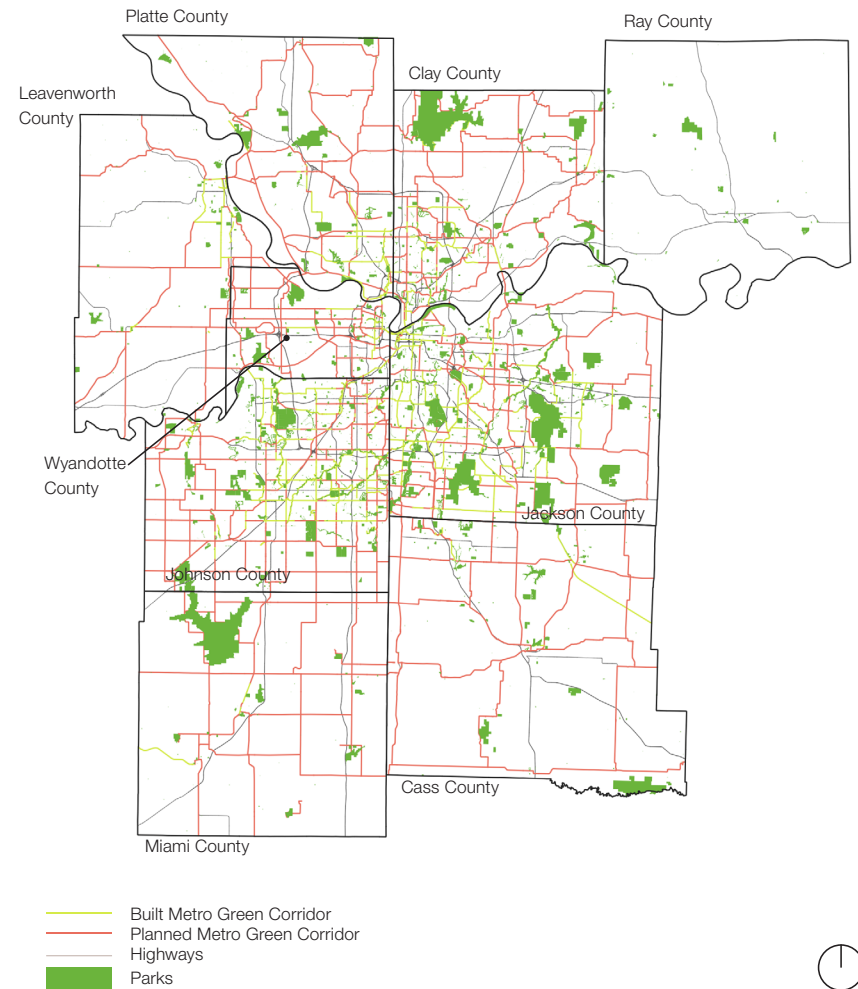 Platte County
Ray County
Clay County
Leavenworth
County
Wyandotte
County
Jackson County
Johnson County
Cass County
Miami County
Built Metro Green Corridor
Planned Metro Green Corridor
Highways
Parks